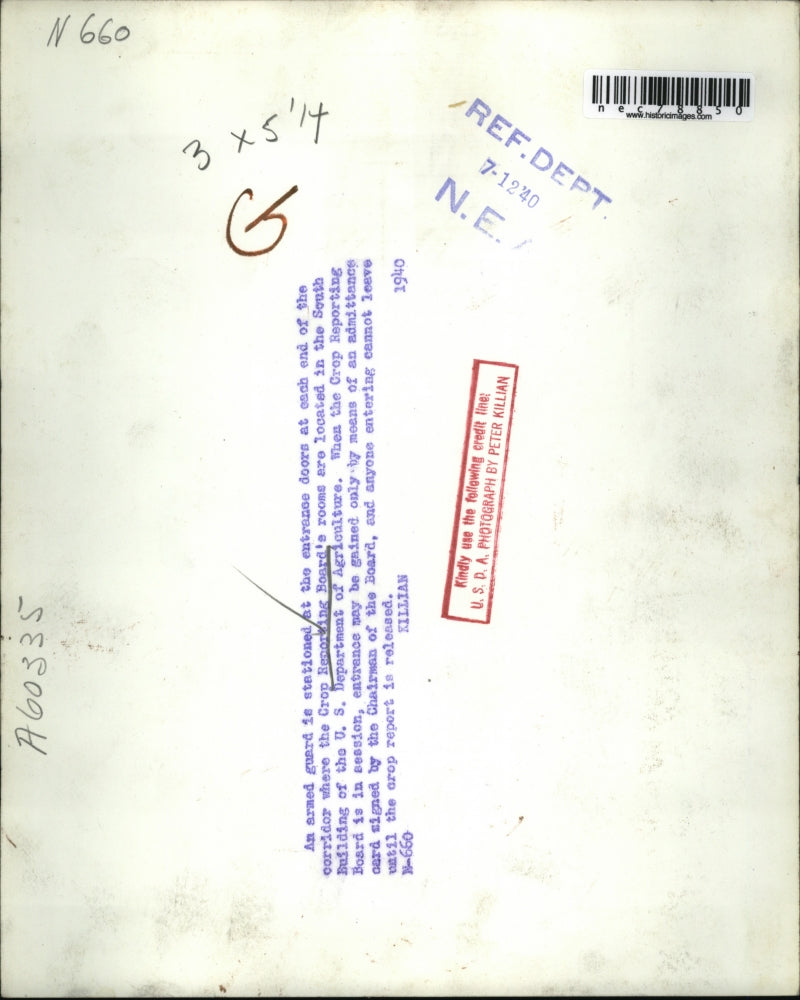 N 660
nec78850
www.historicimages.com
3 x 5 1/4
REF. DEPT.
7-12'40
N.E.
G
An armed guard is stationed at the entrance doors at each end of the
corridor where the Crop Reporting Board's rooms are located in the South
Building of the U. S. Department of Agriculture. When the Crop Reporting
Board is in session, entrance may be gained only by means of an admittance
card signed by the Chairman of the Board, and anyone entering cannot leave
until the crop report is released.
N-660 KILLIAN 1940
Kindly use the following credit line:
U. S. D. A. PHOTOGRAPH BY PETER KILLIAN
A60335